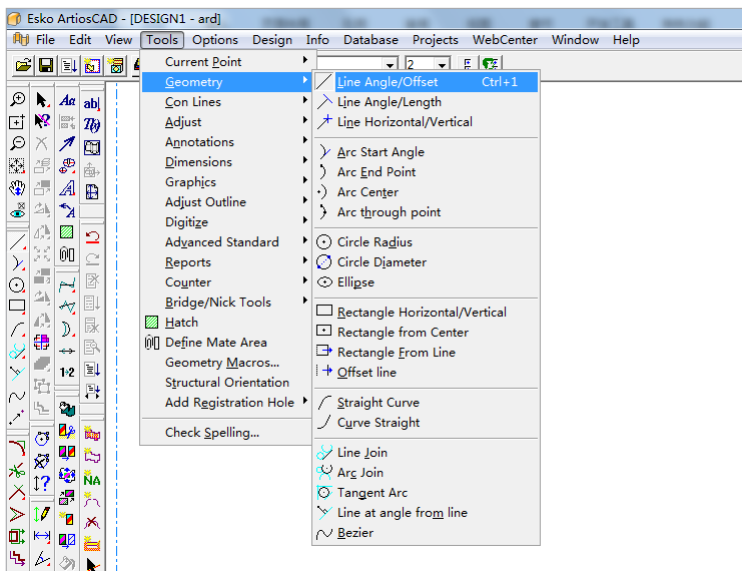 Esko ArtiosCAD - [DESIGN1 - ard]
File Edit View Tools Options Design Info Database Projects WebCenter Window Help
2
Current Point
Geometry
Con Lines
Adjust
Annotations
Dimensions
Graphics
Adjust Outline
Digitize
Advanced Standard
Reports
Counter
Bridge/Nick Tools
Hatch
Define Mate Area
Geometry Macros...
Structural Orientation
Add Registration Hole
Check Spelling...
Line Angle/Offset Ctrl+1
Line Angle/Length
Line Horizontal/Vertical
Arc Start Angle
Arc End Point
Arc Center
Arc through point
Circle Radius
Circle Diameter
Ellipse
Rectangle Horizontal/Vertical
Rectangle from Center
Rectangle From Line
Offset line
Straight Curve
Curve Straight
Line Join
Arc Join
Tangent Arc
Line at angle from line
Bezier
Aa ab
1•2
NA